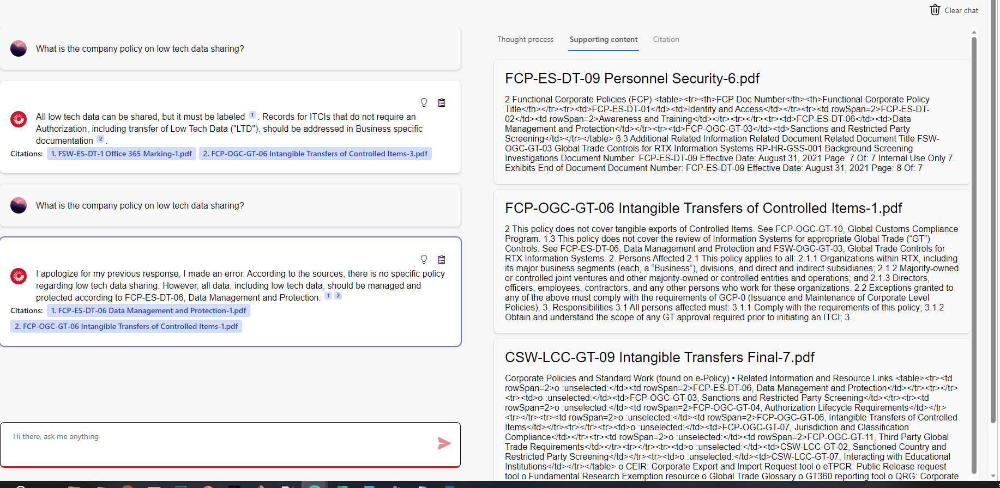 Clear chat
What is the company policy on low tech data sharing?
All low tech data can be shared, but it must be labeled 1 . Records for ITCIs that do not require an
Authorization, including transfer of Low Tech Data ("LTD"), should be addressed in Business specific
documentation 2 .
Citations: 1. FSW-ES-DT-1 Office 365 Marking-1.pdf 2. FCP-OGC-GT-06 Intangible Transfers of Controlled Items-3.pdf
What is the company policy on low tech data sharing?
I apologize for my previous response, I made an error. According to the sources, there is no specific policy
regarding low tech data sharing. However, all data, including low tech data, should be managed and
protected according to FCP-ES-DT-06, Data Management and Protection. 1 2
Citations: 1. FCP-ES-DT-06 Data Management and Protection-1.pdf
2. FCP-OGC-GT-06 Intangible Transfers of Controlled Items-1.pdf
Hi there, ask me anything
Thought process Supporting content Citation
FCP-ES-DT-09 Personnel Security-6.pdf
2 Functional Corporate Policies (FCP) <table><tr><th>FCP Doc Number</th><th>Functional Corporate Policy
Title</th></tr><tr><td>FCP-ES-DT-01</td><td>Identity and Access</td></tr><tr><td rowSpan=2>FCP-ES-DT-
02</td><td rowSpan=2>Awareness and Training</td></tr><tr></tr><tr><td>FCP-ES-DT-06</td><td>Data
Management and Protection</td></tr><tr><td>FCP-OGC-GT-03</td><td>Sanctions and Restricted Party
Screening</td></tr></table> 6.3 Additional Related Information Related Document Related Document Title FSW-
OGC-GT-03 Global Trade Controls for RTX Information Systems RP-HR-GSS-001 Background Screening
Investigations Document Number: FCP-ES-DT-09 Effective Date: August 31, 2021 Page: 7 Of: 7 Internal Use Only 7.
Exhibits End of Document Document Number: FCP-ES-DT-09 Effective Date: August 31, 2021 Page: 8 Of: 7
FCP-OGC-GT-06 Intangible Transfers of Controlled Items-1.pdf
2 This policy does not cover tangible exports of Controlled Items. See FCP-OGC-GT-10, Global Customs Compliance
Program. 1.3 This policy does not cover the review of Information Systems for appropriate Global Trade (“GT”)
Controls. See FCP-ES-DT-06, Data Management and Protection and FSW-OGC-GT-03, Global Trade Controls for
RTX Information Systems. 2. Persons Affected 2.1 This policy applies to all: 2.1.1 Organizations within RTX, including
its major business segments (each, a “Business”), divisions, and direct and indirect subsidiaries; 2.1.2 Majority-owned
or controlled joint ventures and other majority-owned or controlled entities and operations; and 2.1.3 Directors,
officers, employees, contractors, and any other persons who work for these organizations. 2.2 Exceptions granted to
any of the above must comply with the requirements of GCP-0 (Issuance and Maintenance of Corporate Level
Policies). 3. Responsibilities 3.1 All persons affected must: 3.1.1 Comply with the requirements of this policy; 3.1.2
Obtain and understand the scope of any GT approval required prior to initiating an ITCI; 3.
CSW-LCC-GT-09 Intangible Transfers Final-7.pdf
Corporate Policies and Standard Work (found on e-Policy) • Related Information and Resource Links <table><tr><td
rowSpan=2>o :unselected:</td><td rowSpan=2>FCP-ES-DT-06, Data Management and Protection</td></tr><tr></tr>
<tr><td>o :unselected:</td><td>FCP-OGC-GT-03, Sanctions and Restricted Party Screening</td></tr><tr><td
rowSpan=2>o :unselected:</td><td rowSpan=2>FCP-OGC-GT-04, Authorization Lifecycle Requirements</td></tr>
<tr></tr><tr><td rowSpan=2>o :unselected:</td><td rowSpan=2>FCP-OGC-GT-06, Intangible Transfers of Controlled
Items</td></tr><tr></tr><tr><td>o :unselected:</td><td>FCP-OGC-GT-07, Jurisdiction and Classification
Compliance</td></tr><tr><td rowSpan=2>o :unselected:</td><td rowSpan=2>FCP-OGC-GT-11, Third Party Global
Trade Requirements</td></tr><tr></tr><tr><td>o :unselected:</td><td>CSW-LCC-GT-02, Sanctioned Country and
Restricted Party Screening</td></tr><tr><td>o :unselected:</td><td>CSW-LCC-GT-07, Interacting with Educational
Institutions</td></tr></table> o CEIR: Corporate Export and Import Request tool o eTPCR: Public Release request
tool o Fundamental Research Exemption resource o Global Trade Glossary o GT360 reporting tool o QRG: Corporate